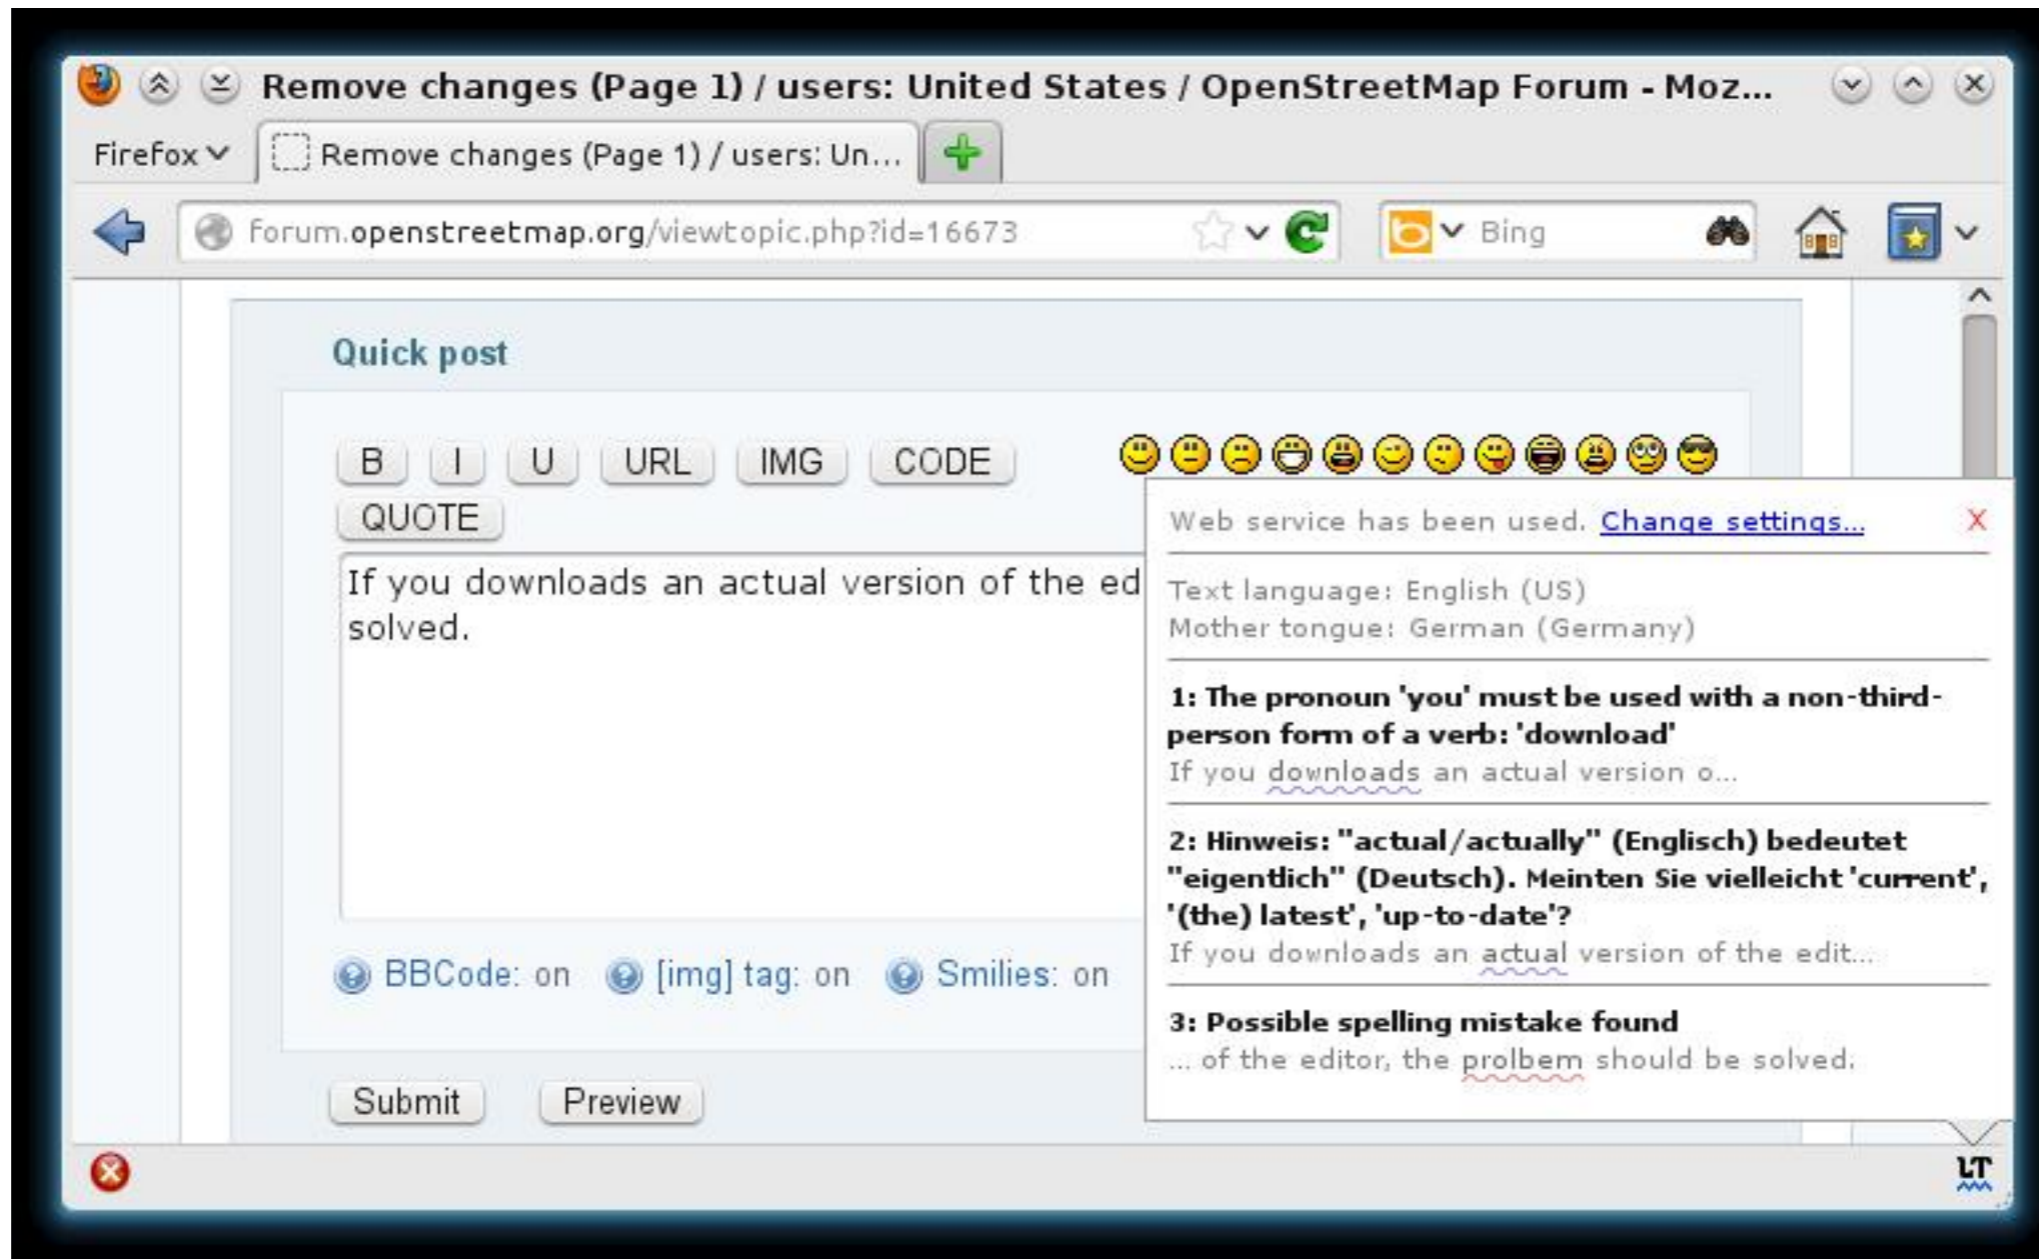 Remove changes (Page 1) / users: United States / OpenStreetMap Forum - Moz...
Firefox
Remove changes (Page 1) / users: Un...
forum.openstreetmap.org/viewtopic.php?id=16673
Bing
Quick post
B I U URL IMG CODE
QUOTE
If you downloads an actual version of the ed
solved.
BBCode: on [img] tag: on Smilies: on
Submit Preview
Web service has been used. Change settings... X
Text language: English (US)
Mother tongue: German (Germany)
1: The pronoun 'you' must be used with a non-third-
person form of a verb: 'download'
If you downloads an actual version o...
2: Hinweis: "actual/actually" (Englisch) bedeutet
"eigentlich" (Deutsch). Meinten Sie vielleicht 'current',
'(the) latest', 'up-to-date'?
If you downloads an actual version of the edit...
3: Possible spelling mistake found
... of the editor, the prolbem should be solved.
LT